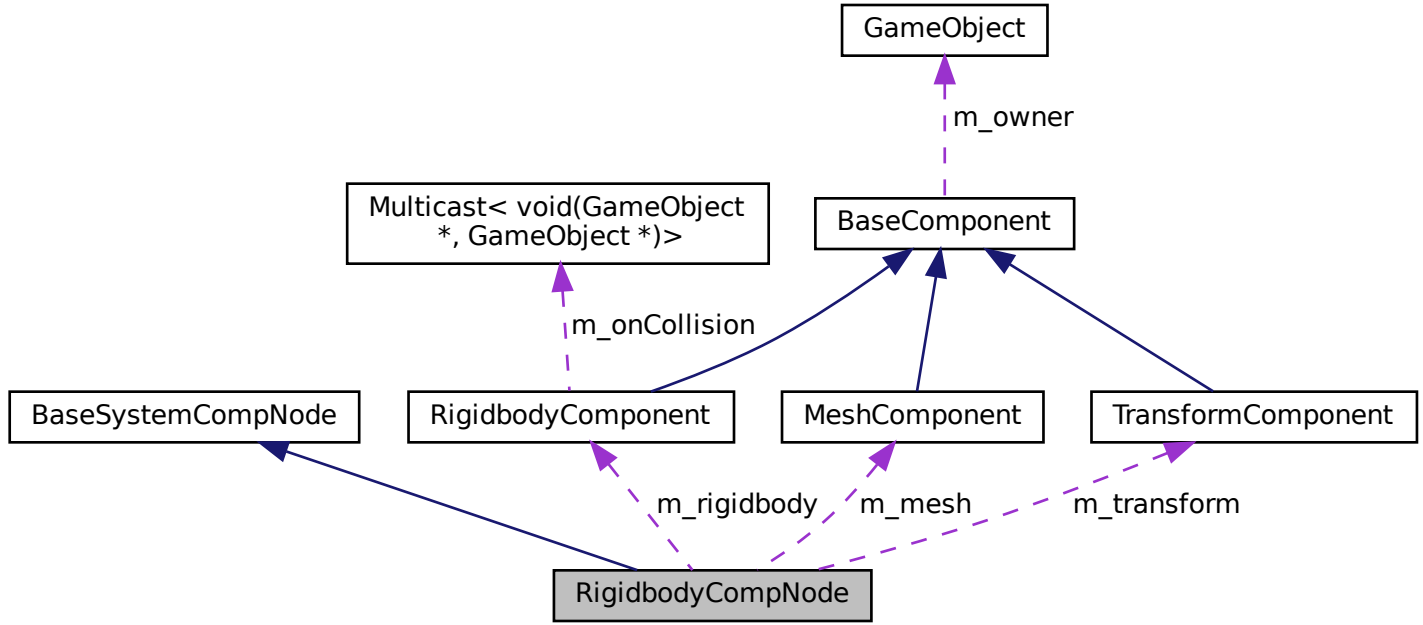 GameObject
m_owner
Multicast< void(GameObject
*, GameObject *)>
BaseComponent
m_onCollision
BaseSystemCompNode
RigidbodyComponent
MeshComponent
TransformComponent
m_rigidbody
m_mesh
m_transform
RigidbodyCompNode